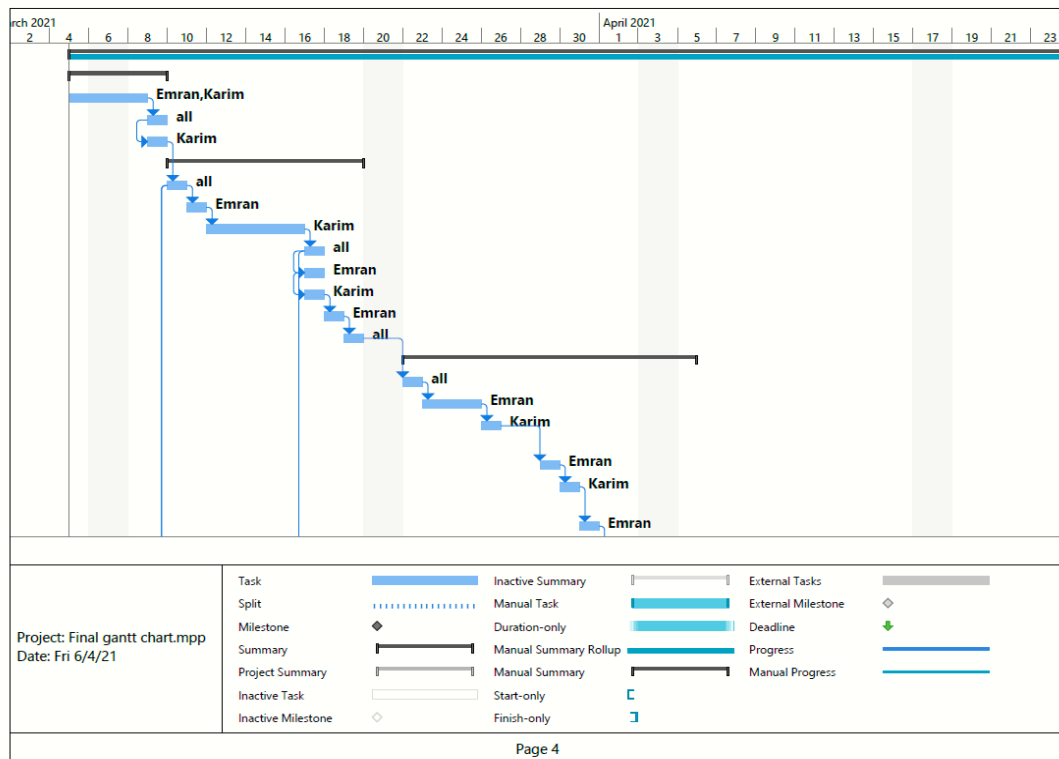 rch 2021 April 2021
2 4 6 8 10 12 14 16 18 20 22 24 26 28 30 1 3 5 7 9 11 13 15 17 19 21 23
Emran,Karim
all
Karim
all
Emran
Karim
all
Emran
Karim
Emran
all
all
Emran
Karim
Emran
Karim
Emran
Project: Final gantt chart.mpp
Date: Fri 6/4/21
Task
Split
Milestone
Summary
Project Summary
Inactive Task
Inactive Milestone
Inactive Summary
Manual Task
Duration-only
Manual Summary Rollup
Manual Summary
Start-only
Finish-only
External Tasks
External Milestone
Deadline
Progress
Manual Progress
Page 4